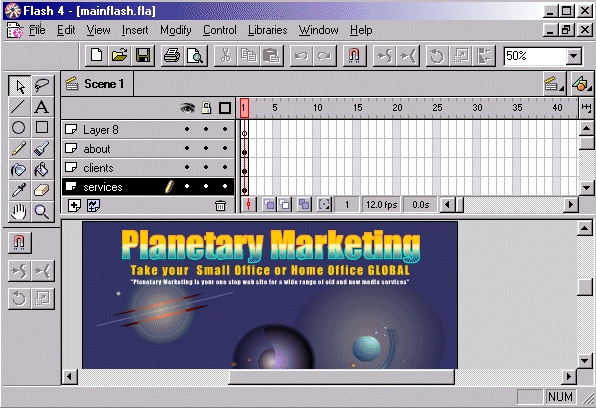 Flash 4 - [mainflash.fla]
File Edit View Insert Modify Control Libraries Window Help
50%
Scene 1
1 5 10 15 20 25 30 35 40
Layer 8
about
clients
services
1 12.0 fps 0.0s
A
Planetary Marketing
Take your Small Office or Home Office GLOBAL
"Planetary Marketing is your one stop web site for a wide range of old and new media services"
NUM